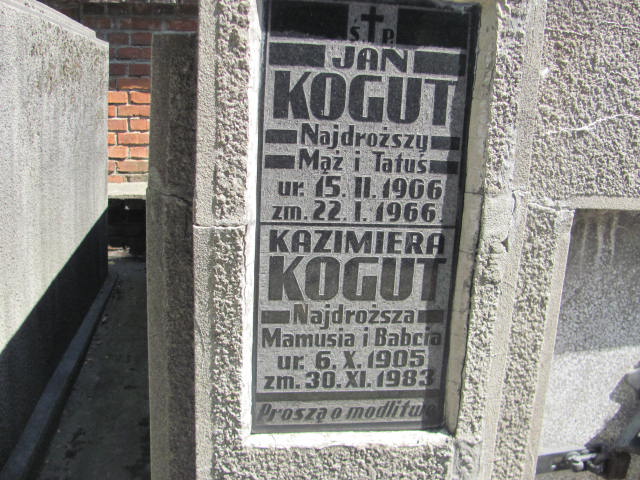 Ś. P.
JAN
KOGUT
Najdroższy
Mąż i Tatuś
ur. 15. II. 1906
zm. 22. I. 1966.
KAZIMIERA
KOGUT
Najdroższa
Mamusia i Babcia
ur. 6. X. 1905
zm. 30. XI. 1983
Proszą o modlitwę